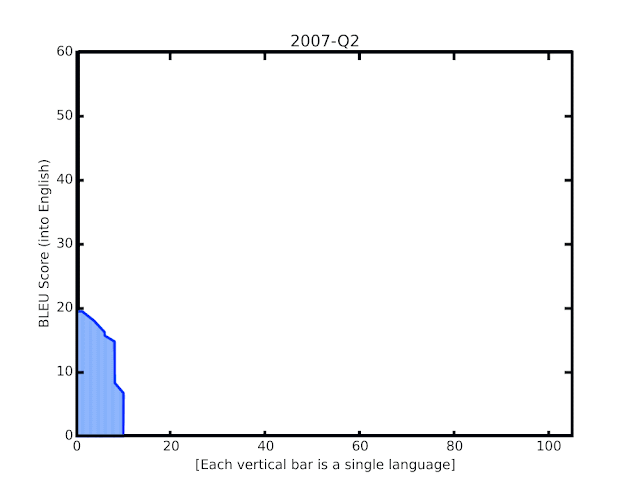 2007-Q2
60
50
40
30
20
10
0
BLEU Score (into English)
0 20 40 60 80 100
[Each vertical bar is a single language]